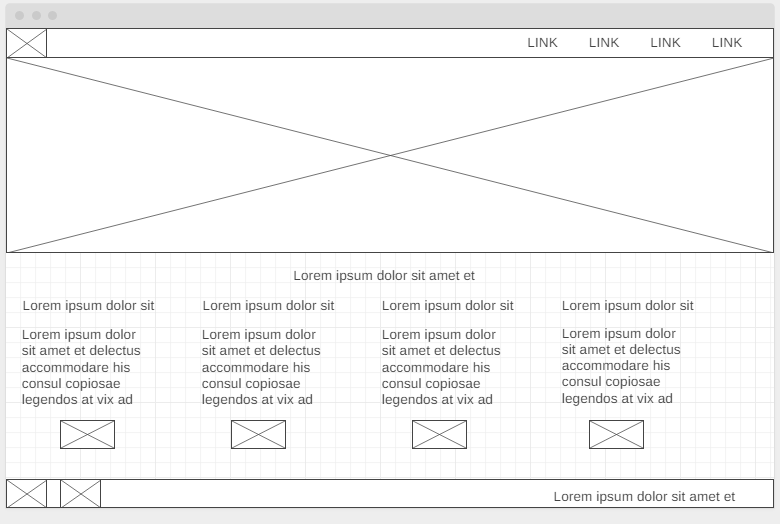 LINK LINK LINK LINK
Lorem ipsum dolor sit amet et
Lorem ipsum dolor sit
Lorem ipsum dolor
sit amet et delectus
accommodare his
consul copiosae
legendos at vix ad
Lorem ipsum dolor sit
Lorem ipsum dolor
sit amet et delectus
accommodare his
consul copiosae
legendos at vix ad
Lorem ipsum dolor sit
Lorem ipsum dolor
sit amet et delectus
accommodare his
consul copiosae
legendos at vix ad
Lorem ipsum dolor sit
Lorem ipsum dolor
sit amet et delectus
accommodare his
consul copiosae
legendos at vix ad
Lorem ipsum dolor sit amet et